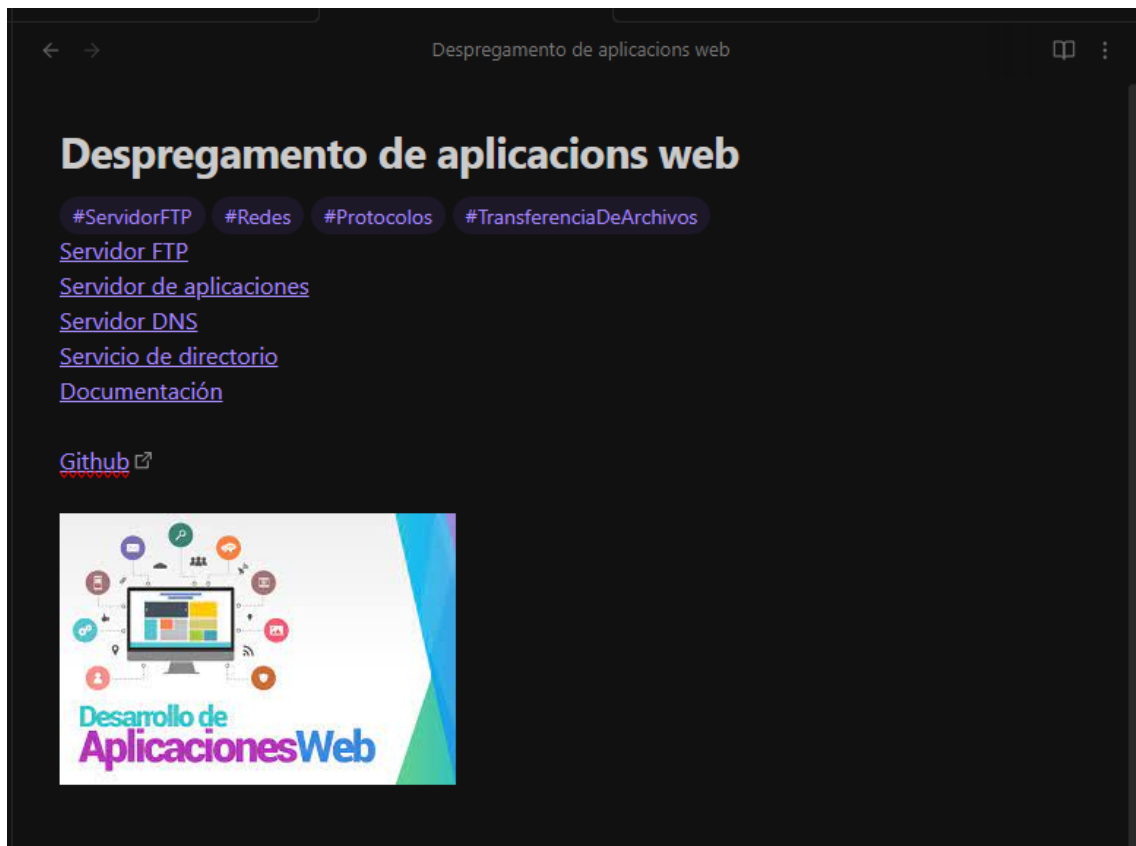 Despregamento de aplicacions web
Despregamento de aplicacions web
#ServidorFTP #Redes #Protocolos #TransferenciaDeArchivos
Servidor FTP
Servidor de aplicaciones
Servidor DNS
Servicio de directorio
Documentación
Github
Desarrollo de
AplicacionesWeb